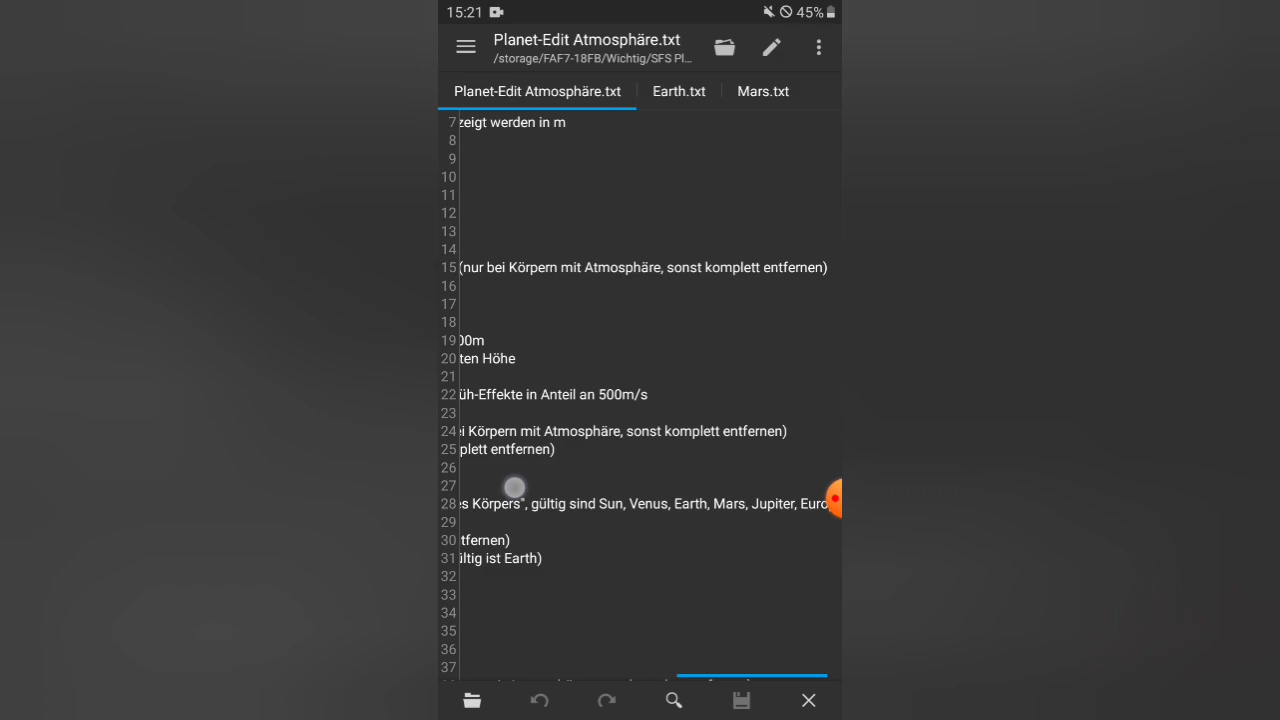 15:21 45%
Planet-Edit Atmosphäre.txt
/storage/FAF7-18FB/Wichtig/SFS Pl...
Planet-Edit Atmosphäre.txt Earth.txt Mars.txt
7 zeigt werden in m
8
9
10
11
12
13
14
15 (nur bei Körpern mit Atmosphäre, sonst komplett entfernen)
16
17
18
19 00m
20 ten Höhe
21
22 üh-Effekte in Anteil an 500m/s
23
24 ei Körpern mit Atmosphäre, sonst komplett entfernen)
25 plett entfernen)
26
27
28 es Körpers", gültig sind Sun, Venus, Earth, Mars, Jupiter, Euro
29
30 tfernen)
31 ültig ist Earth)
32
33
34
35
36
37